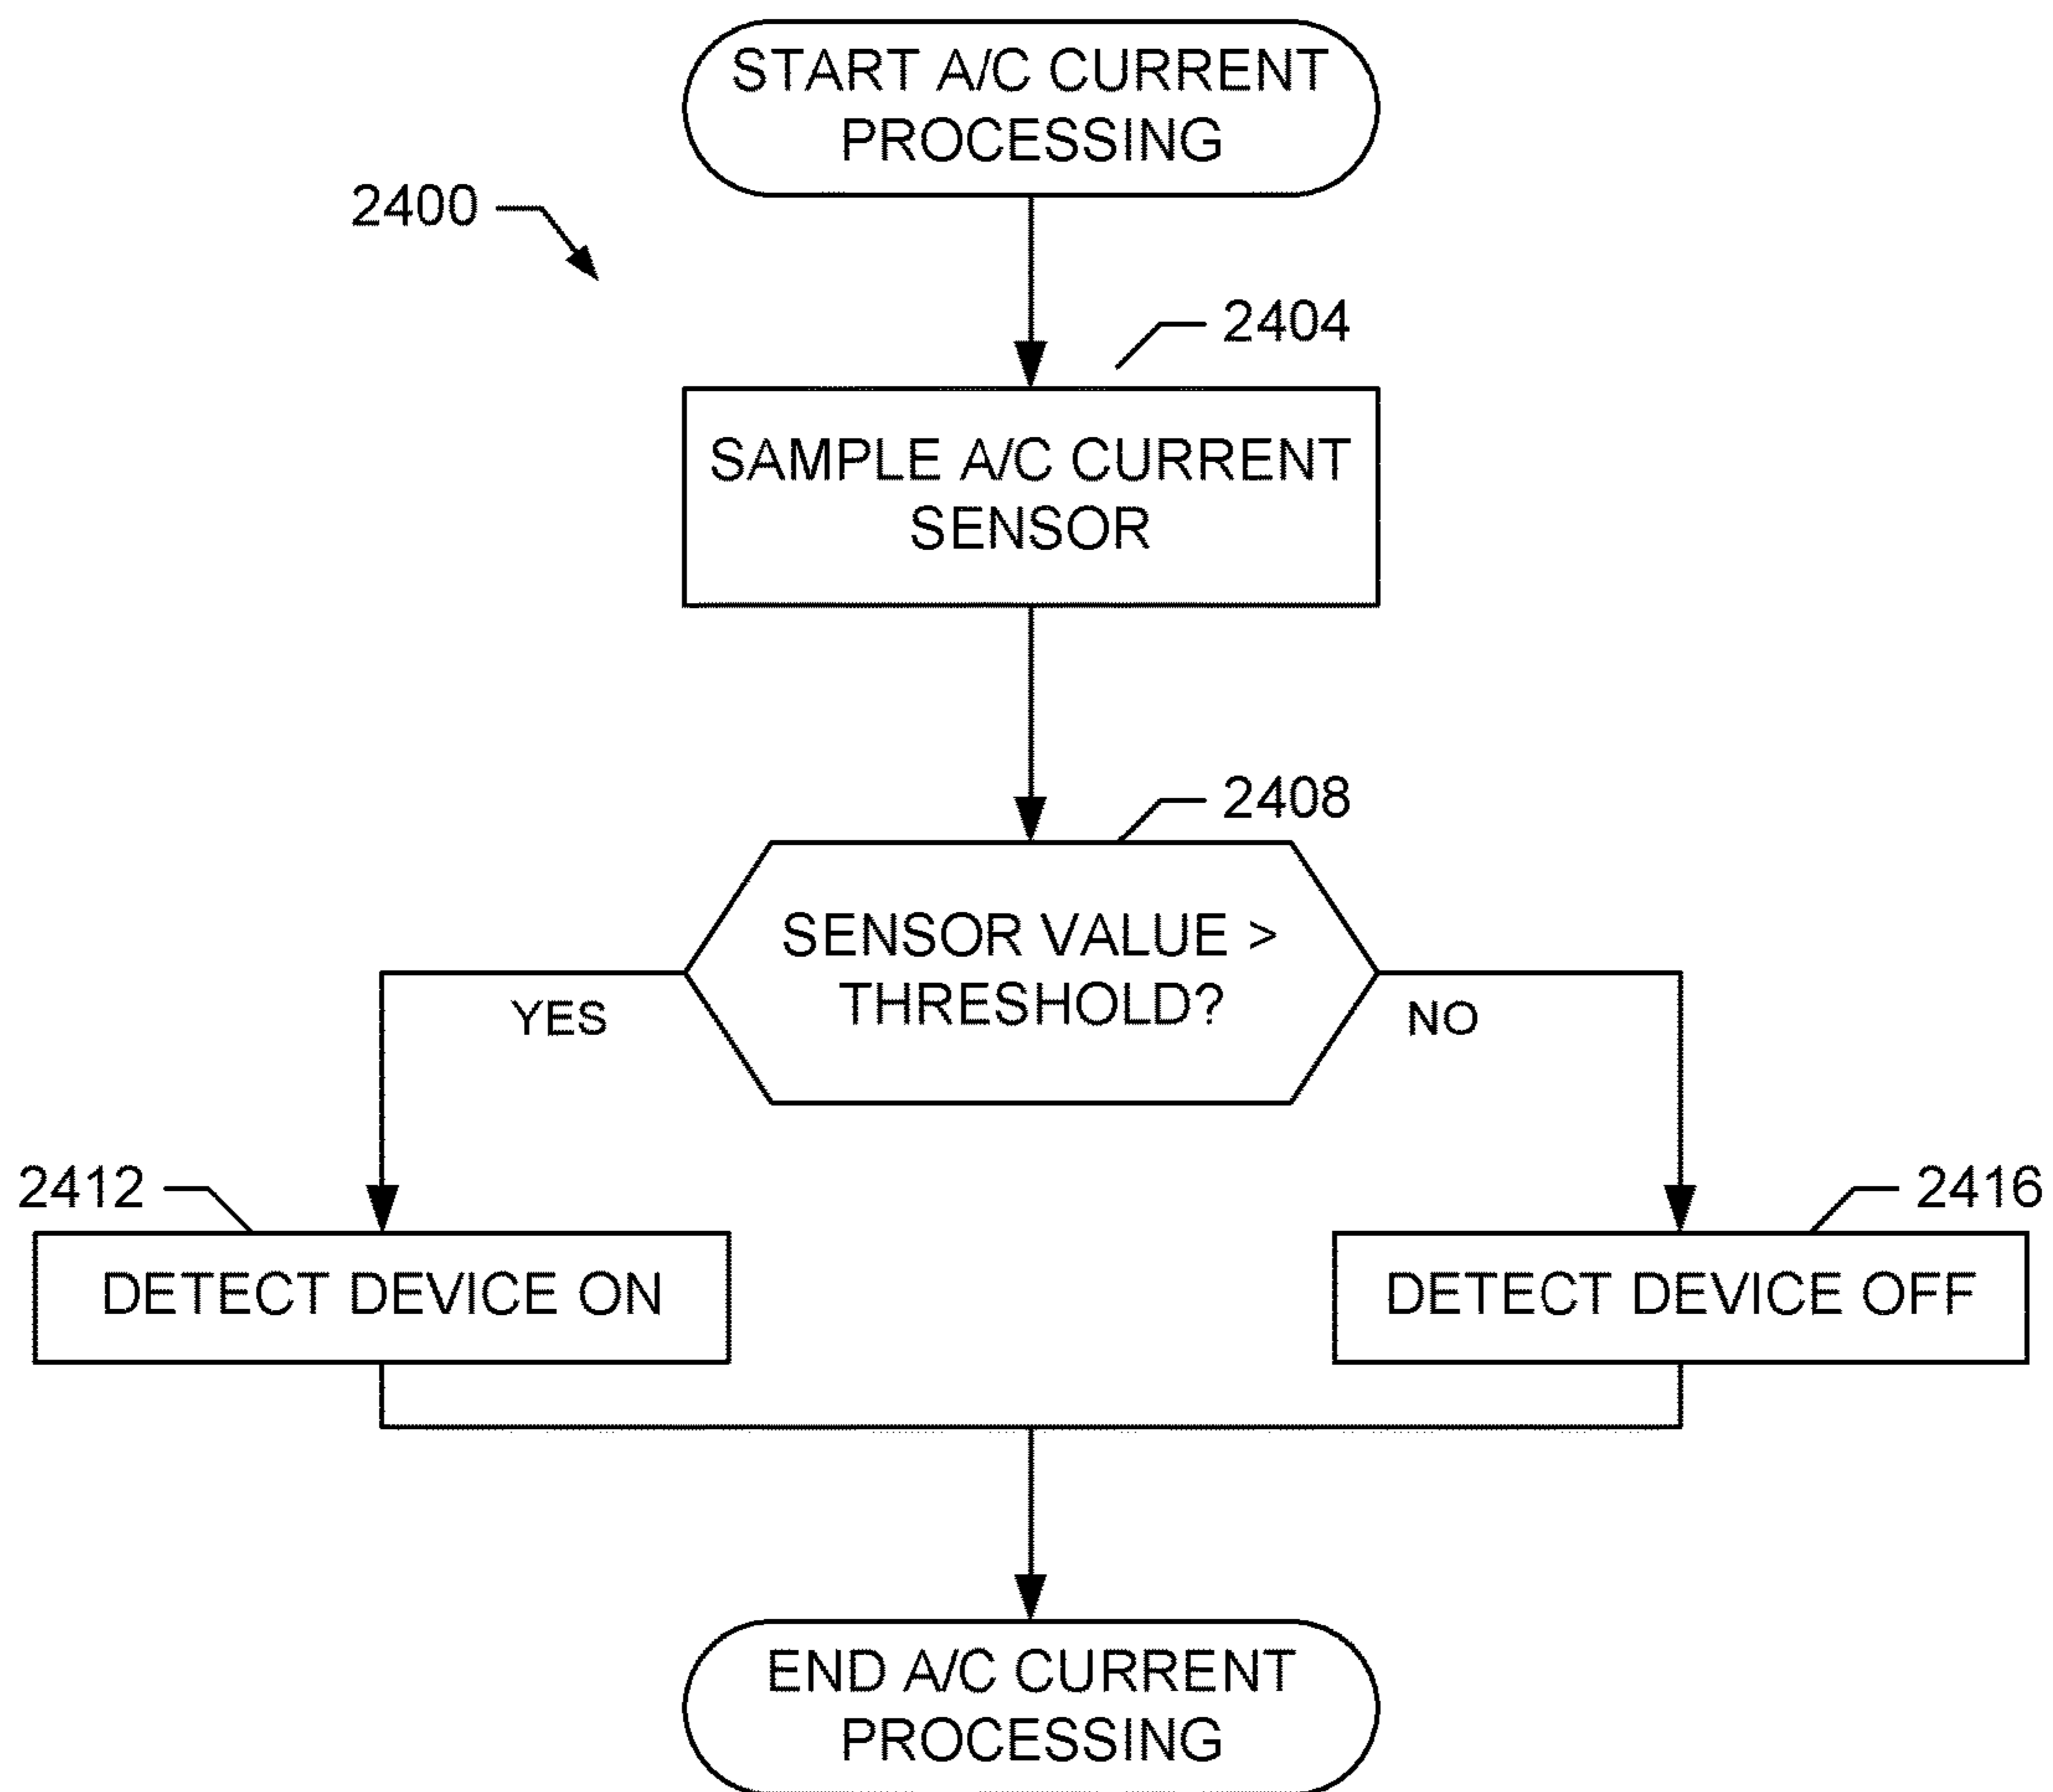 START A/C CURRENT
PROCESSING
2400
2404
SAMPLE A/C CURRENT
SENSOR
2408
SENSOR VALUE >
THRESHOLD?
YES
NO
2412
2416
DETECT DEVICE ON
DETECT DEVICE OFF
END A/C CURRENT
PROCESSING